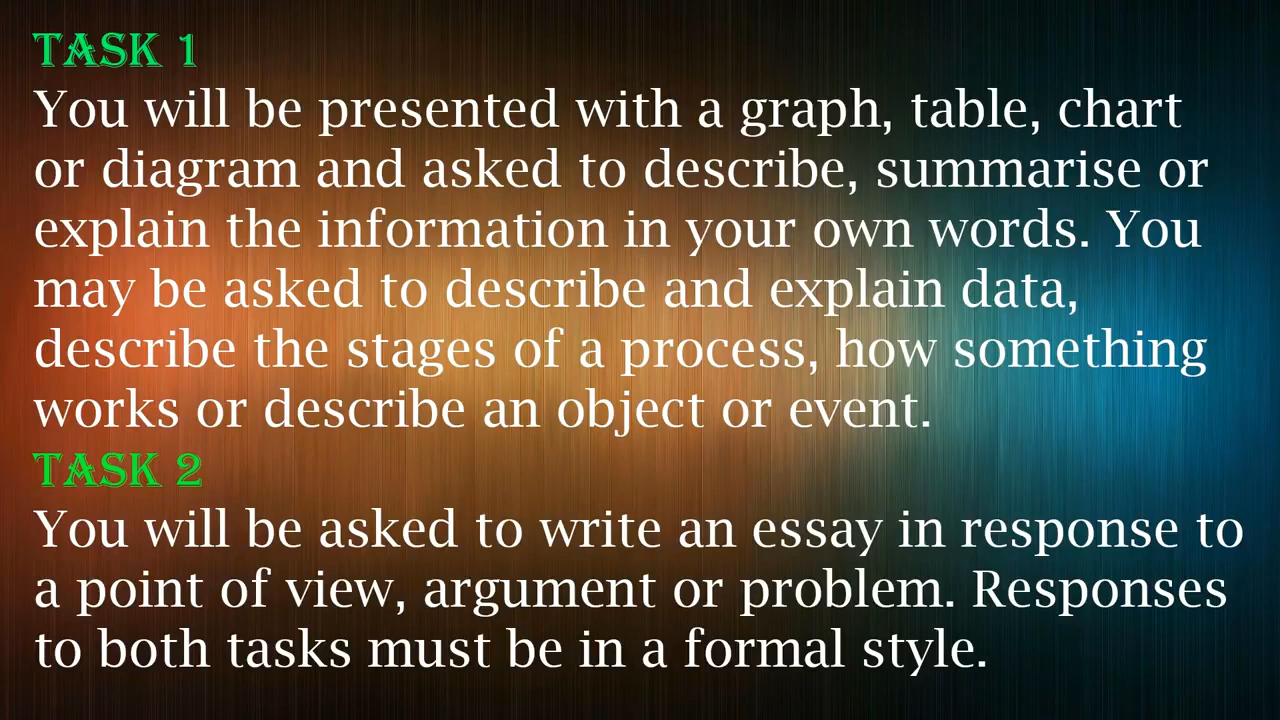 TASK 1
You will be presented with a graph, table, chart
or diagram and asked to describe, summarise or
explain the information in your own words. You
may be asked to describe and explain data,
describe the stages of a process, how something
works or describe an object or event.
TASK 2
You will be asked to write an essay in response to
a point of view, argument or problem. Responses
to both tasks must be in a formal style.